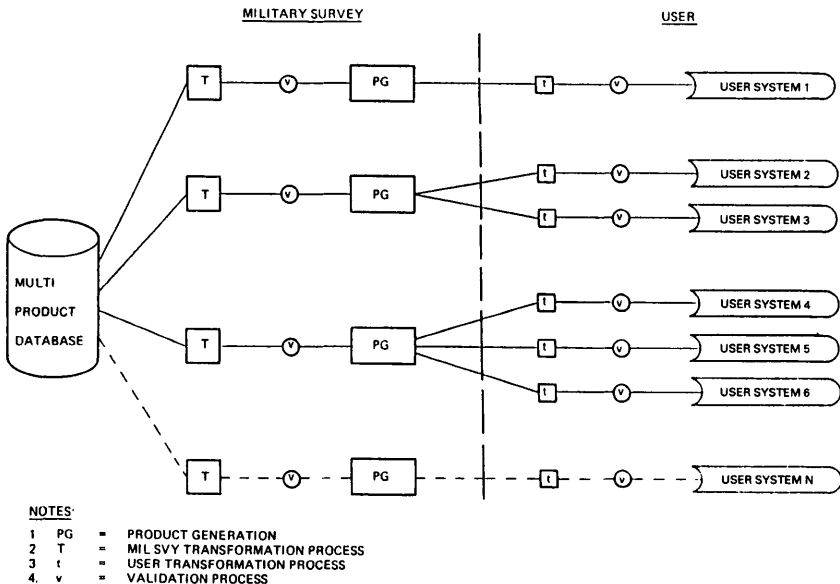 MILITARY SURVEY
USER
T
v
PG
t
v
USER SYSTEM 1
T
v
PG
t
v
USER SYSTEM 2
t
v
USER SYSTEM 3
MULTI
PRODUCT
DATABASE
T
v
PG
t
v
USER SYSTEM 4
t
v
USER SYSTEM 5
t
v
USER SYSTEM 6
T
v
PG
t
v
USER SYSTEM N
NOTES·
1 PG = PRODUCT GENERATION
2 T = MIL SVY TRANSFORMATION PROCESS
3 t = USER TRANSFORMATION PROCESS
4. v = VALIDATION PROCESS